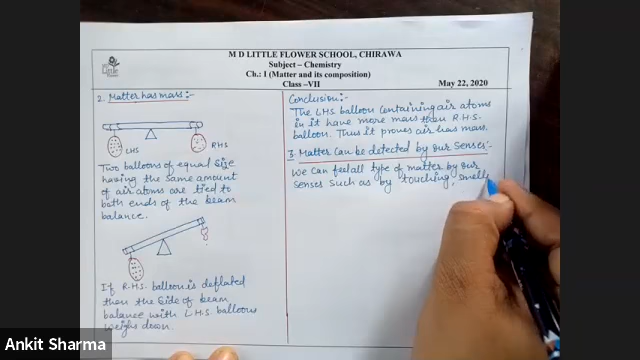 M D LITTLE FLOWER SCHOOL, CHIRAWA
Subject – Chemistry
Ch.: I (Matter and its composition)
Class –VII
May 22, 2020
2. Matter has mass:-
LHS
RHS
Two balloons of equal size
having the same amount
of air atoms are tied to
both ends of the beam
balance.
If R.H.S. balloon is deflated
then the side of beam
balance with L.H.S. balloons
weighs down.
Conclusion:-
The LHS balloon containing air atoms
in it have more mass than R.H.S.
balloon. Thus it proves air has mass.
3. Matter can be detected by our Senses:-
We can feel all type of matter by our
senses such as by touching, smell
Ankit Sharma